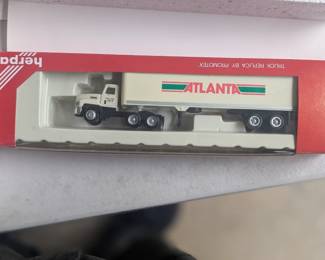 herpa
TRUCK REPLICA BY PROMOTEX
ATLANTA